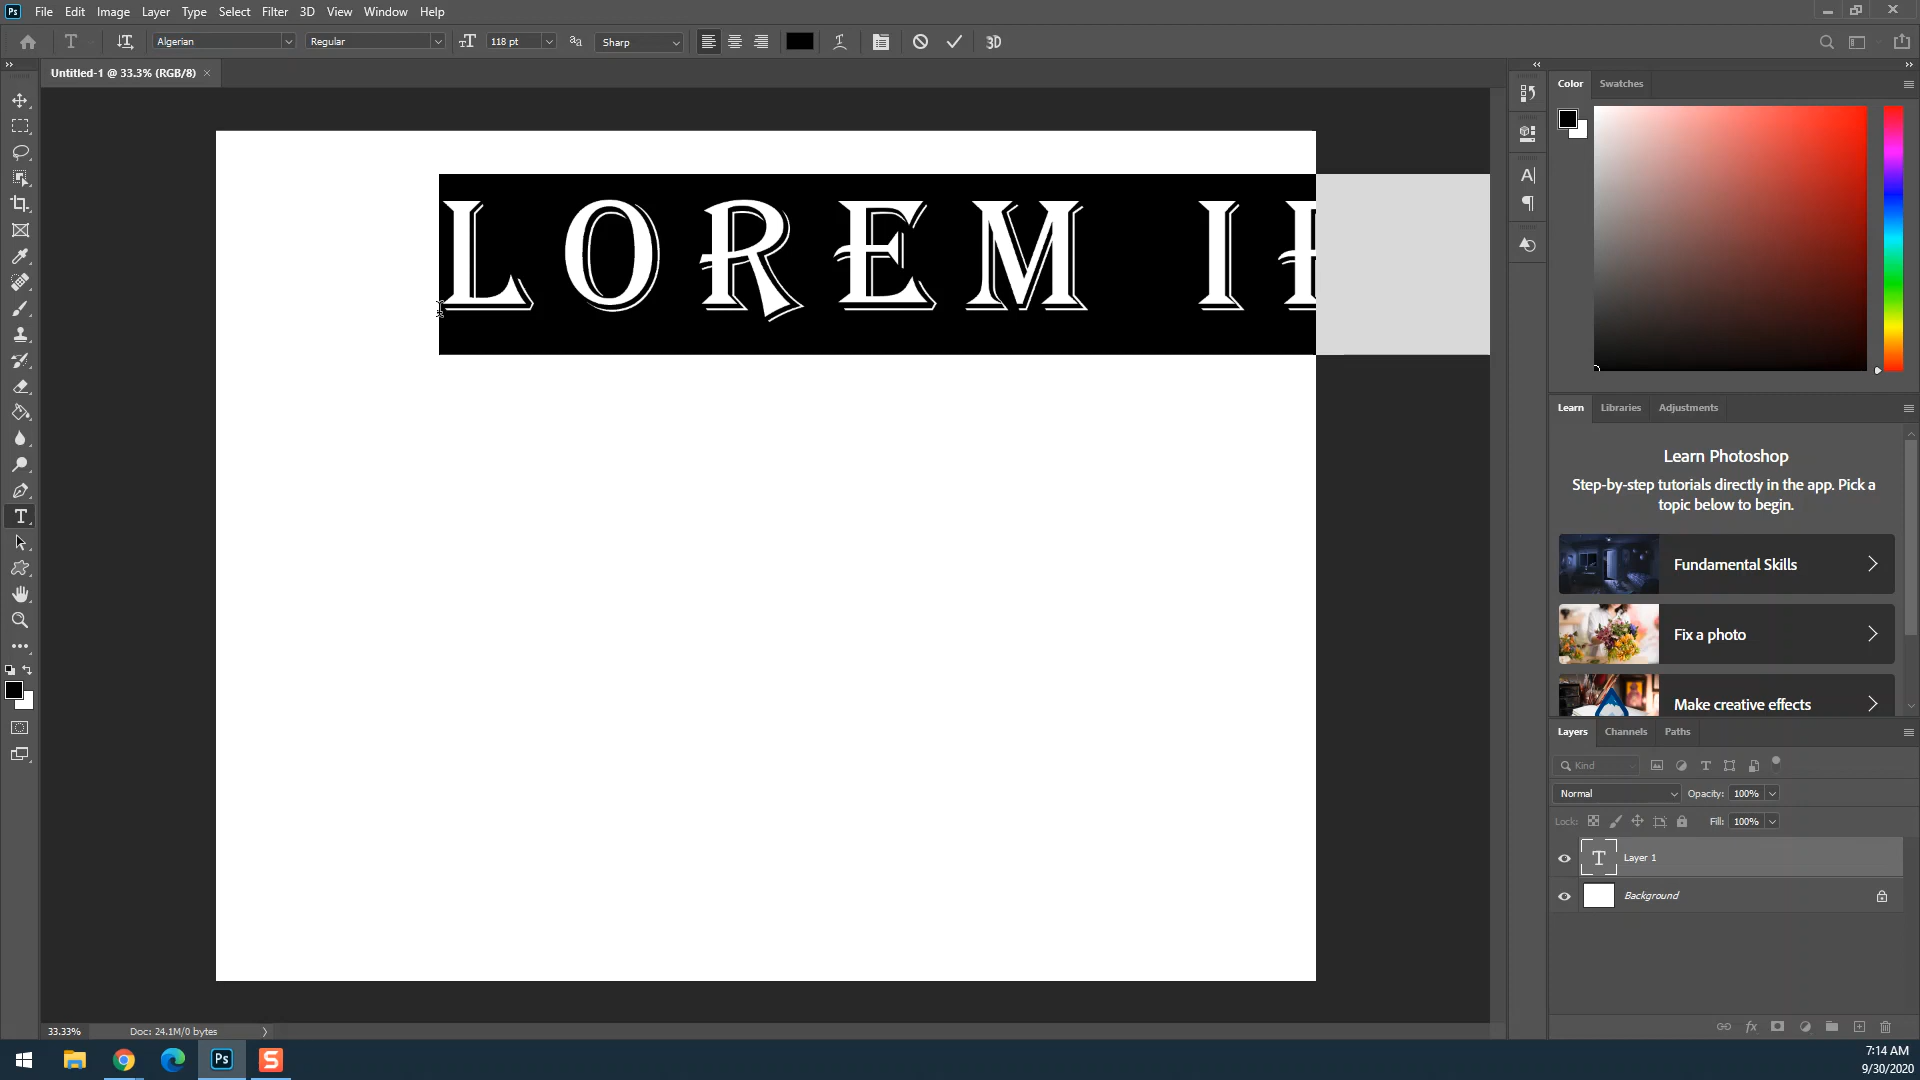 Ps File Edit Image Layer Type Select Filter 3D View Window Help
T Algerian Regular 118 pt aa Sharp 3D
Untitled-1 @ 33.3% (RGB/8) ×
Color Swatches
LOREM I
Learn Libraries Adjustments
Learn Photoshop
Step-by-step tutorials directly in the app. Pick a
topic below to begin.
Fundamental Skills
Fix a photo
Make creative effects
Layers Channels Paths
Kind
Normal Opacity: 100%
Lock: Fill: 100%
T Layer 1
Background
fx
33.33% Doc: 24.1M/0 bytes
Ps S 7:14 AM
9/30/2020